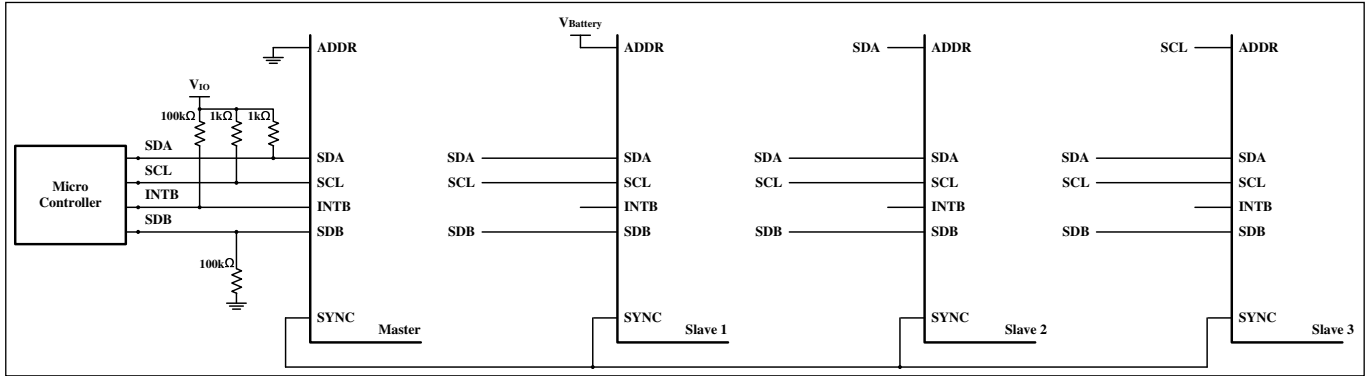 V_Battery
ADDR
ADDR
SDA
ADDR
SCL
ADDR
V_IO
100kΩ
1kΩ
1kΩ
Micro
Controller
SDA
SCL
INTB
SDB
SDA
SCL
INTB
SDB
SDA
SCL
SDB
SDA
SCL
INTB
SDB
SDA
SCL
SDB
SDA
SCL
INTB
SDB
SDA
SCL
SDB
SDA
SCL
INTB
SDB
100kΩ
SYNC
Master
SYNC
Slave 1
SYNC
Slave 2
SYNC
Slave 3